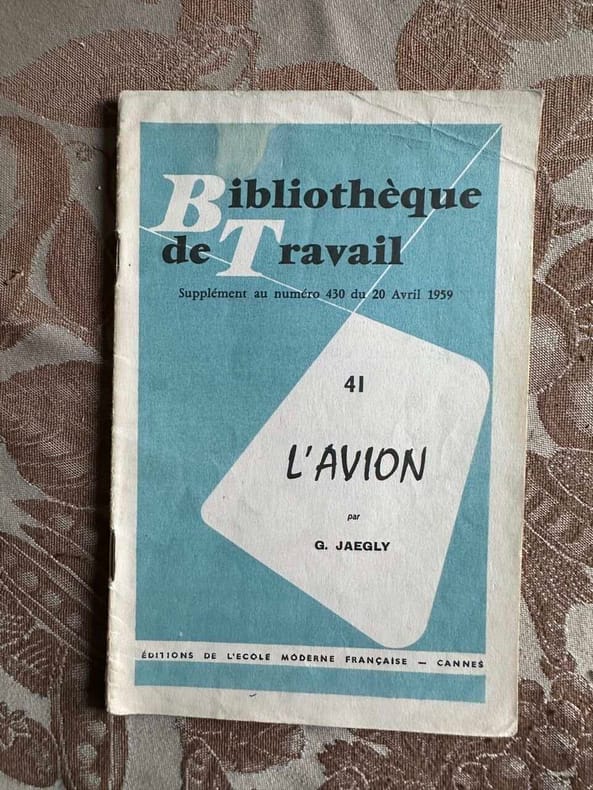 Bibliothèque
de Travail
Supplément au numéro 430 du 20 Avril 1959
41
L'AVION
par
G. JAEGLY
ÉDITIONS DE L'ECOLE MODERNE FRANÇAISE — CANNES